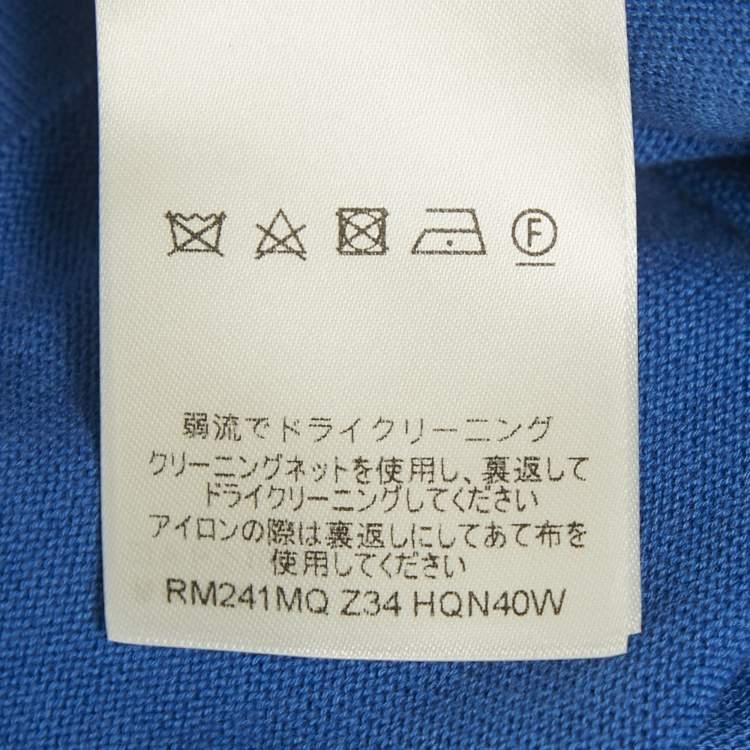 F
弱流でドライクリーニング
クリーニングネットを使用し、裏返して
ドライクリーニングしてください
アイロンの際は裏返しにしてあて布を
使用してください
RM241MQ Z34 HQN40W